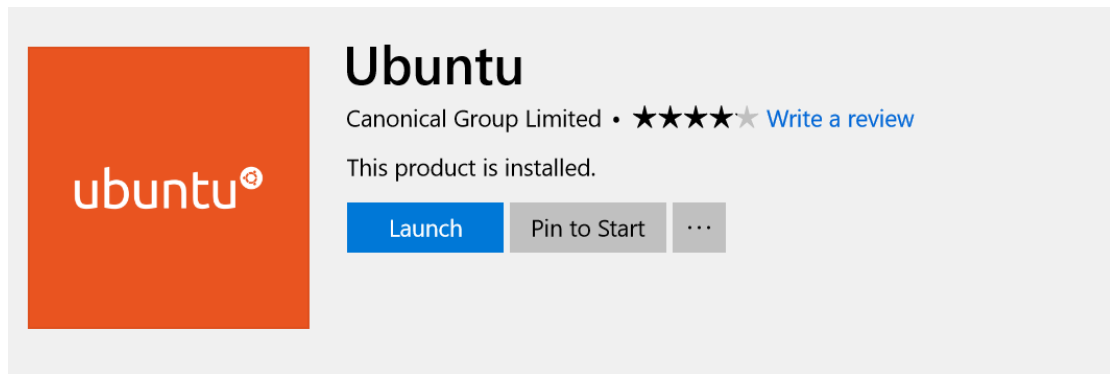 ubuntu
Ubuntu
Canonical Group Limited • ★★★★★ Write a review
This product is installed.
Launch Pin to Start ...